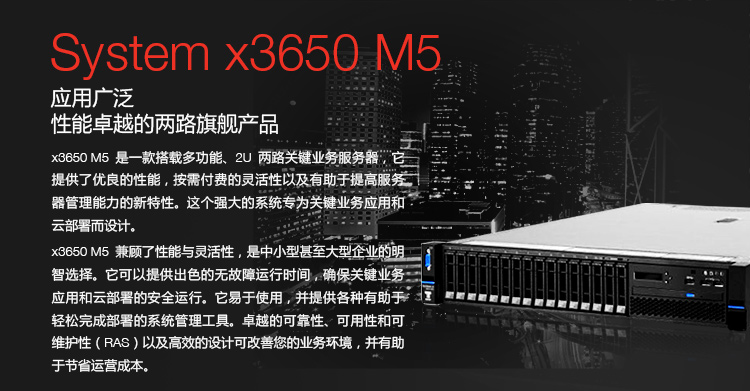 System x3650 M5
应用广泛
性能卓越的两路旗舰产品
x3650 M5 是一款搭载多功能、2U 两路关键业务服务器，它
提供了优良的性能，按需付费的灵活性以及有助于提高服务
器管理能力的新特性。这个强大的系统专为关键业务应用和
云部署而设计。
x3650 M5 兼顾了性能与灵活性，是中小型甚至大型企业的明
智选择。它可以提供出色的无故障运行时间，确保关键业务
应用和云部署的安全运行。它易于使用，并提供各种有助于
轻松完成部署的系统管理工具。卓越的可靠性、可用性和可
维护性（RAS）以及高效的设计可改善您的业务环境，并有助
于节省运营成本。